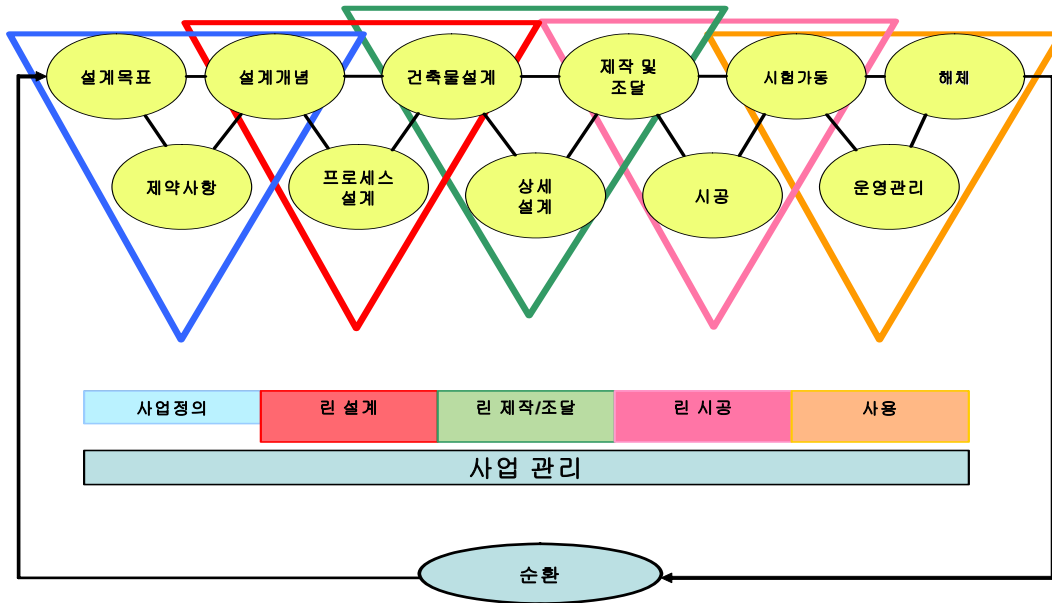 설계목표
설계개념
건축물설계
제작 및
조달
시험가동
해체
제약사항
프로세스
설계
상세
설계
시공
운영관리
사업정의
린 설계
린 제작/조달
린 시공
사용
사업 관리
순환